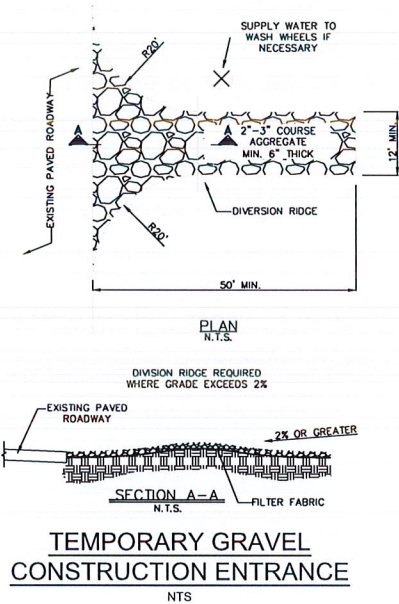 SUPPLY WATER TO
WASH WHEELS IF
NECESSARY
R20'
EXISTING PAVED ROADWAY
A
A
2"-3" COURSE
AGGREGATE
MIN. 6" THICK
12' MIN.
DIVERSION RIDGE
R20'
50' MIN.
PLAN
N.T.S.
DIVISION RIDGE REQUIRED
WHERE GRADE EXCEEDS 2%
EXISTING PAVED
ROADWAY
2% OR GREATER
SECTION A-A
N.T.S.
FILTER FABRIC
TEMPORARY GRAVEL
CONSTRUCTION ENTRANCE
NTS